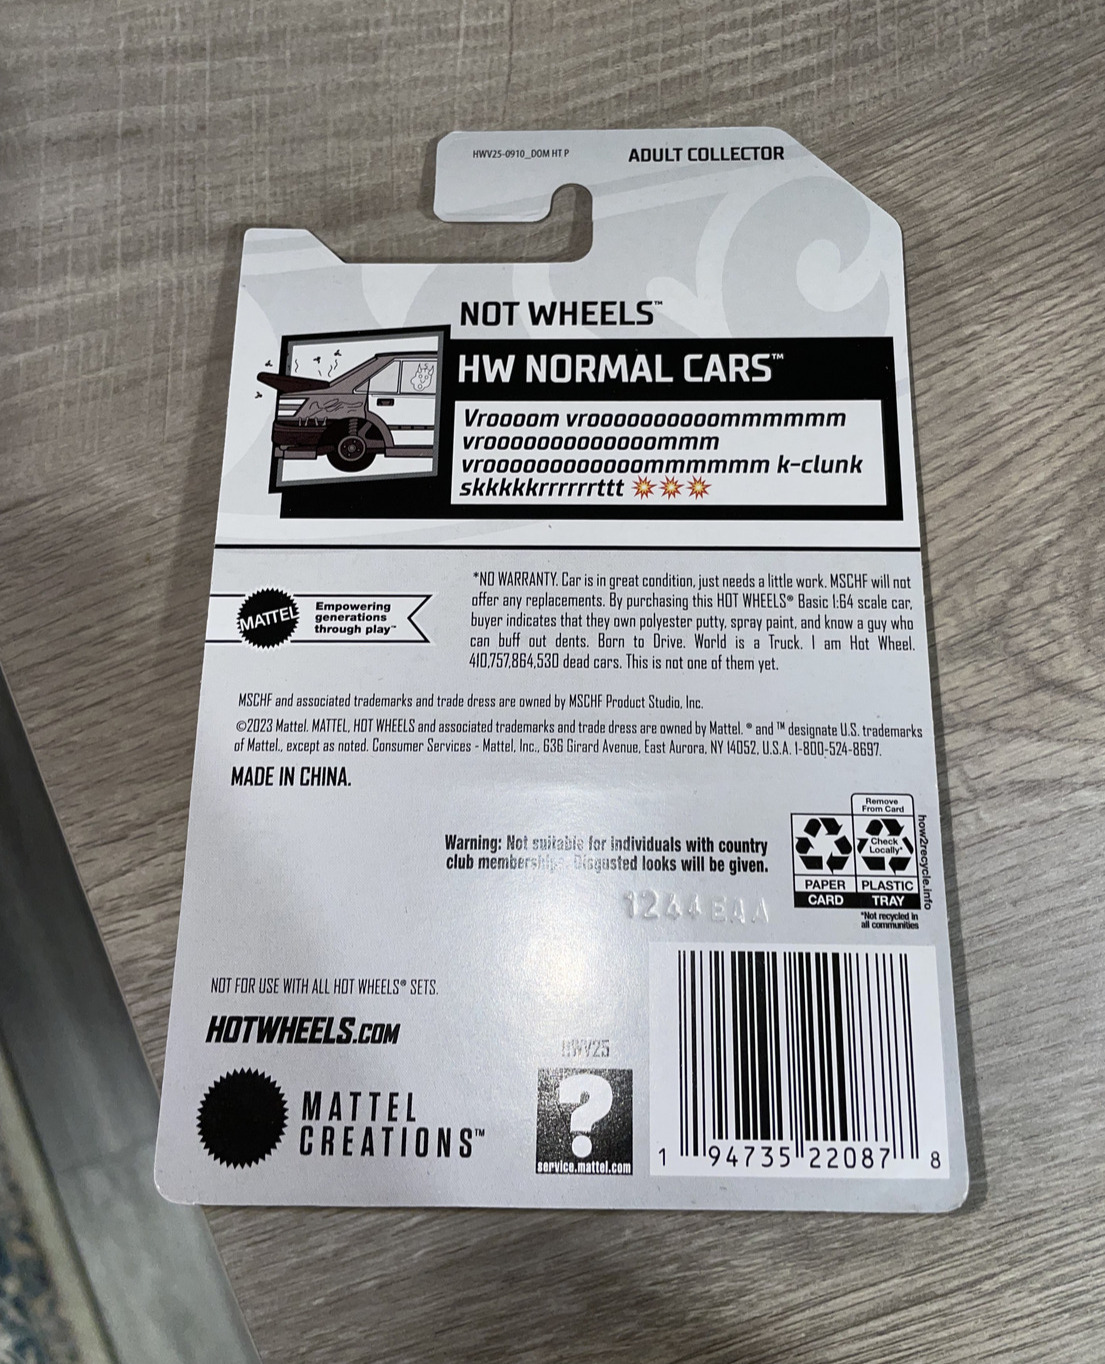 HWV25-0910_DOM HT P
ADULT COLLECTOR
NOT WHEELS™
HW NORMAL CARS™
Vroooom vroooooooooommmmmm
vroooooooooooooommm
vrooooooooooooommmmmm k-clunk
skkkkkrrrrrrttt 💥💥💥
MATTEL
Empowering
generations
through play™
*NO WARRANTY. Car is in great condition, just needs a little work. MSCHF will not
offer any replacements. By purchasing this HOT WHEELS® Basic 1:64 scale car,
buyer indicates that they own polyester putty, spray paint, and know a guy who
can buff out dents. Born to Drive. World is a Truck. I am Hot Wheel.
410,757,864,530 dead cars. This is not one of them yet.
MSCHF and associated trademarks and trade dress are owned by MSCHF Product Studio, Inc.
©2023 Mattel. MATTEL, HOT WHEELS and associated trademarks and trade dress are owned by Mattel. ® and ™ designate U.S. trademarks
of Mattel., except as noted. Consumer Services - Mattel, Inc., 636 Girard Avenue, East Aurora, NY 14052, U.S.A. 1-800-524-8697.
MADE IN CHINA.
Warning: Not suitable for individuals with country
club memberships. Disgusted looks will be given.
1244EAA
Remove
From Card
Check
Locally*
PAPER
CARD
PLASTIC
TRAY
how2recycle.info
*Not recycled in
all communities
NOT FOR USE WITH ALL HOT WHEELS® SETS.
HOTWHEELS.COM
MATTEL
CREATIONS™
HWV25
?
service.mattel.com
1 94735 22087 8